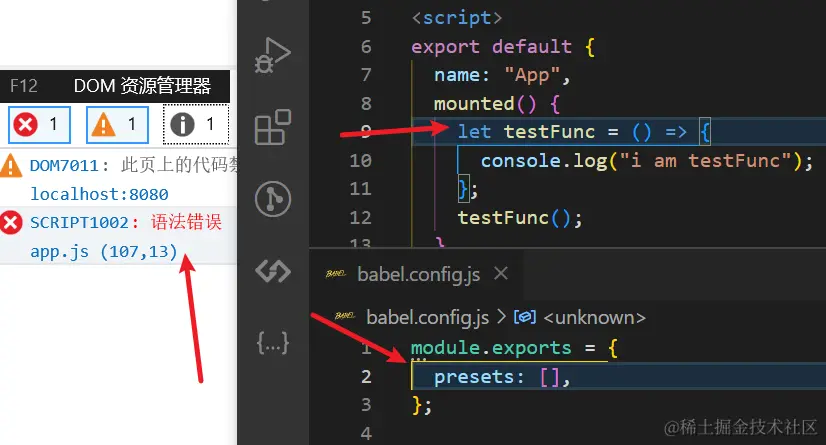 F12 DOM 资源管理器
1 1 1
DOM7011: 此页上的代码禁
localhost:8080
SCRIPT1002: 语法错误
app.js (107,13)
5 <script>
6 export default {
7 name: "App",
8 mounted() {
9 let testFunc = () => {
10 console.log("i am testFunc");
11 };
12 testFunc();
13 }
BABEL babel.config.js
BABEL babel.config.js > <unknown>
1 module.exports = {
2 presets: [],
3 };
4
@稀土掘金技术社区